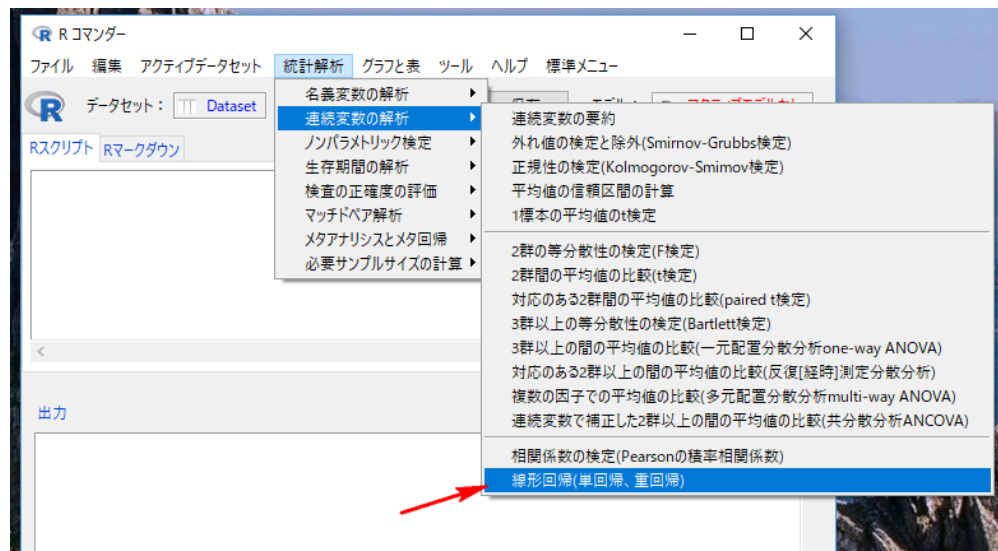 R コマンダー
ファイル 編集 アクティブデータセット 統計解析 グラフと表 ツール ヘルプ 標準メニュー
データセット: Dataset
Rスクリプト Rマークダウン
名義変数の解析
連続変数の解析
ノンパラメトリック検定
生存期間の解析
検査の正確度の評価
マッチドペア解析
メタアナリシスとメタ回帰
必要サンプルサイズの計算
連続変数の要約
外れ値の検定と除外(Smirnov-Grubbs検定)
正規性の検定(Kolmogorov-Smirnov検定)
平均値の信頼区間の計算
1標本の平均値のt検定
2群の等分散性の検定(F検定)
2群間の平均値の比較(t検定)
対応のある2群間の平均値の比較(paired t検定)
3群以上の等分散性の検定(Bartlett検定)
3群以上の間の平均値の比較(一元配置分散分析one-way ANOVA)
対応のある2群以上の間の平均値の比較(反復[経時]測定分散分析)
複数の因子での平均値の比較(多元配置分散分析multi-way ANOVA)
連続変数で補正した2群以上の間の平均値の比較(共分散分析ANCOVA)
相関係数の検定(Pearsonの積率相関係数)
線形回帰(単回帰、重回帰)
出力